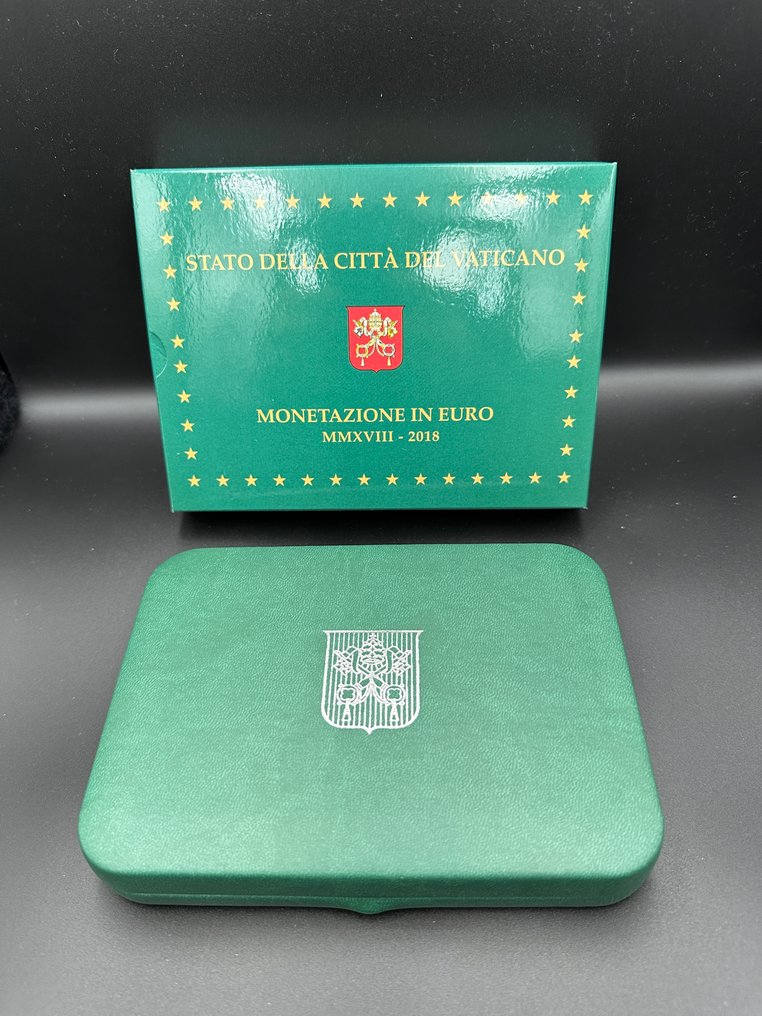 STATO DELLA CITTÀ DEL VATICANO
MONETAZIONE IN EURO
MMXVIII - 2018